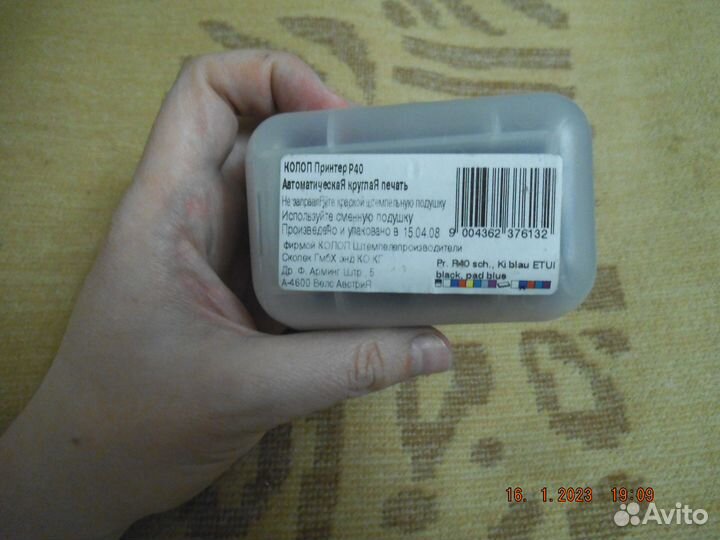 КОЛОП Принтер Р40
АвтоматическаЯ круглаЯ печать
Не заправлЯйте краской штемпельную подушку
Используйте сменную подушку
Произведено и упаковано в 15.04.08
фирмой КОЛОП Штемпелепроизводители
Сколек ГмбХ энд КО КГ
Др. Ф. Арминг Штр., 5
А-4600 Велс АвстриЯ
9 004362 376132
Pr. R40 sch., Ki blau ETUI
black, pad blue
16. 1.2023 19:09
Avito